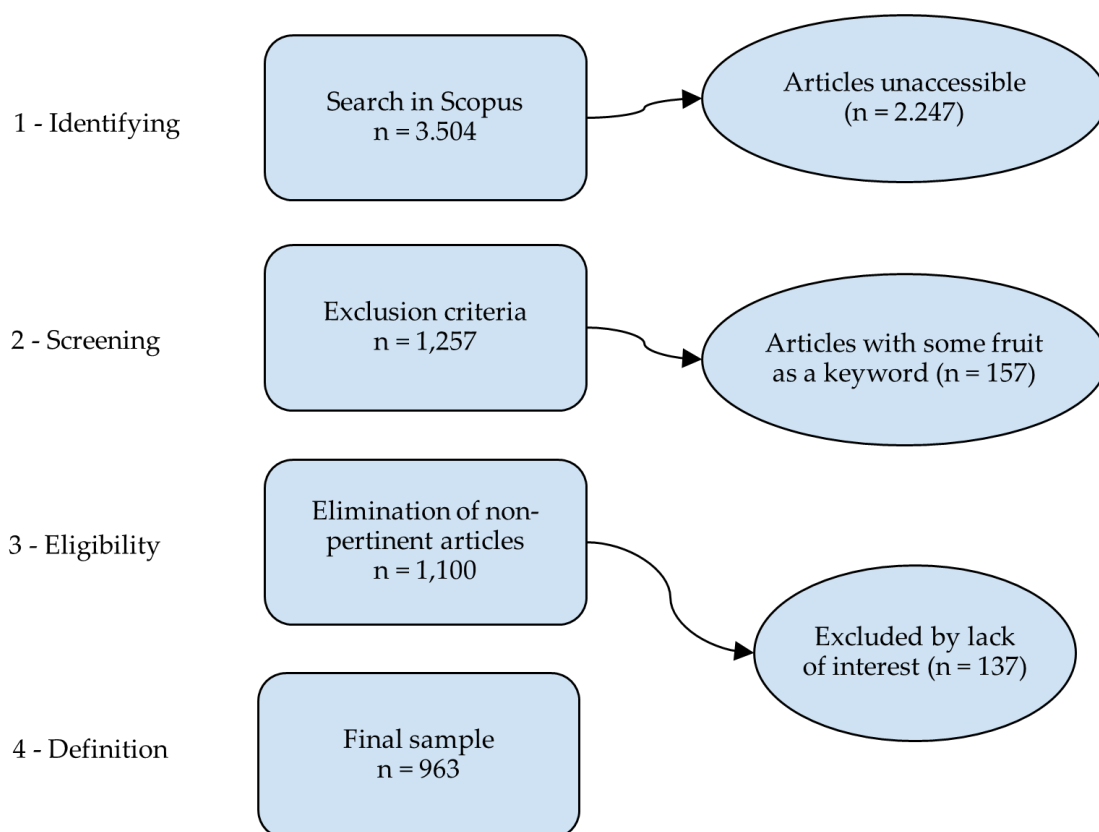 1 - Identifying
Search in Scopus
n = 3.504
Articles unaccessible
(n = 2.247)
2 - Screening
Exclusion criteria
n = 1,257
Articles with some fruit
as a keyword (n = 157)
3 - Eligibility
Elimination of non-
pertinent articles
n = 1,100
Excluded by lack
of interest (n = 137)
4 - Definition
Final sample
n = 963